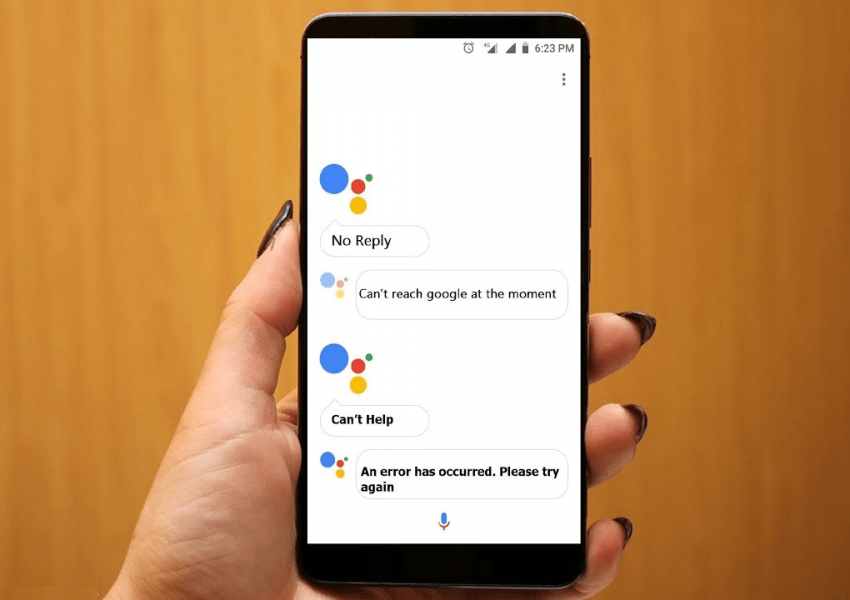 4G 6:23 PM
No Reply
Can't reach google at the moment
Can't Help
An error has occurred. Please try
again